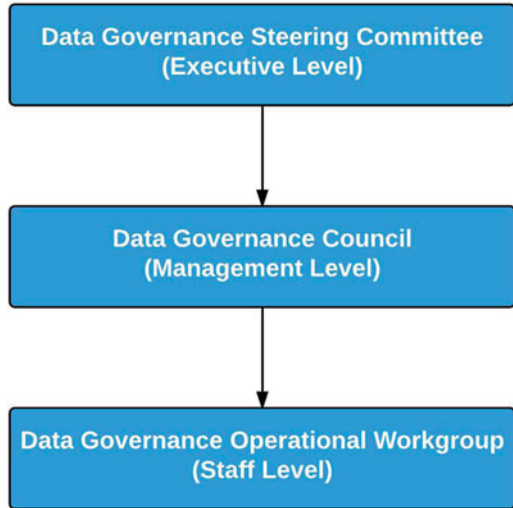 Data Governance Steering Committee
(Executive Level)
Data Governance Council
(Management Level)
Data Governance Operational Workgroup
(Staff Level)